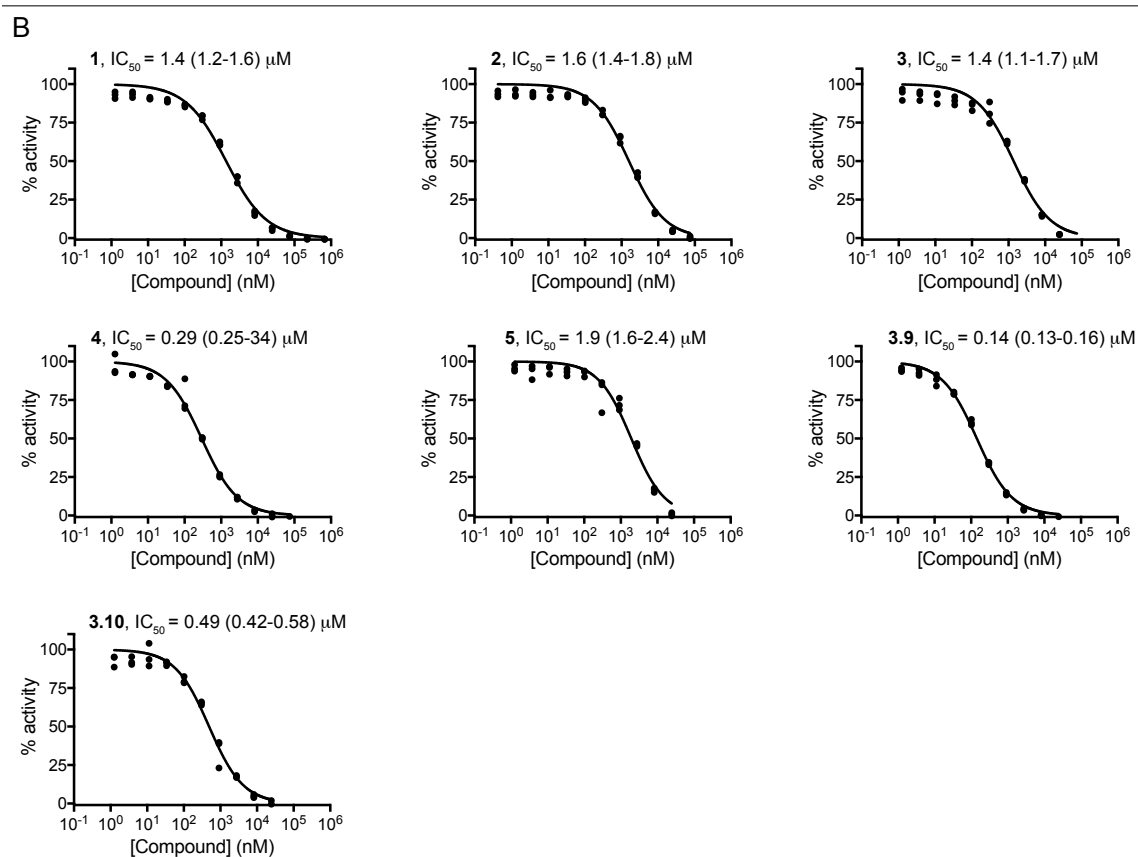 B
1, IC50 = 1.4 (1.2-1.6) μM
2, IC50 = 1.6 (1.4-1.8) μM
3, IC50 = 1.4 (1.1-1.7) μM
% activity
100
75
50
25
0
10-1 100 101 102 103 104 105 106
[Compound] (nM)
% activity
100
75
50
25
0
10-1 100 101 102 103 104 105 106
[Compound] (nM)
% activity
100
75
50
25
0
10-1 100 101 102 103 104 105 106
[Compound] (nM)
4, IC50 = 0.29 (0.25-34) μM
5, IC50 = 1.9 (1.6-2.4) μM
3.9, IC50 = 0.14 (0.13-0.16) μM
% activity
100
75
50
25
0
10-1 100 101 102 103 104 105 106
[Compound] (nM)
% activity
100
75
50
25
0
10-1 100 101 102 103 104 105 106
[Compound] (nM)
% activity
100
75
50
25
0
10-1 100 101 102 103 104 105 106
[Compound] (nM)
3.10, IC50 = 0.49 (0.42-0.58) μM
% activity
100
75
50
25
0
10-1 100 101 102 103 104 105 106
[Compound] (nM)